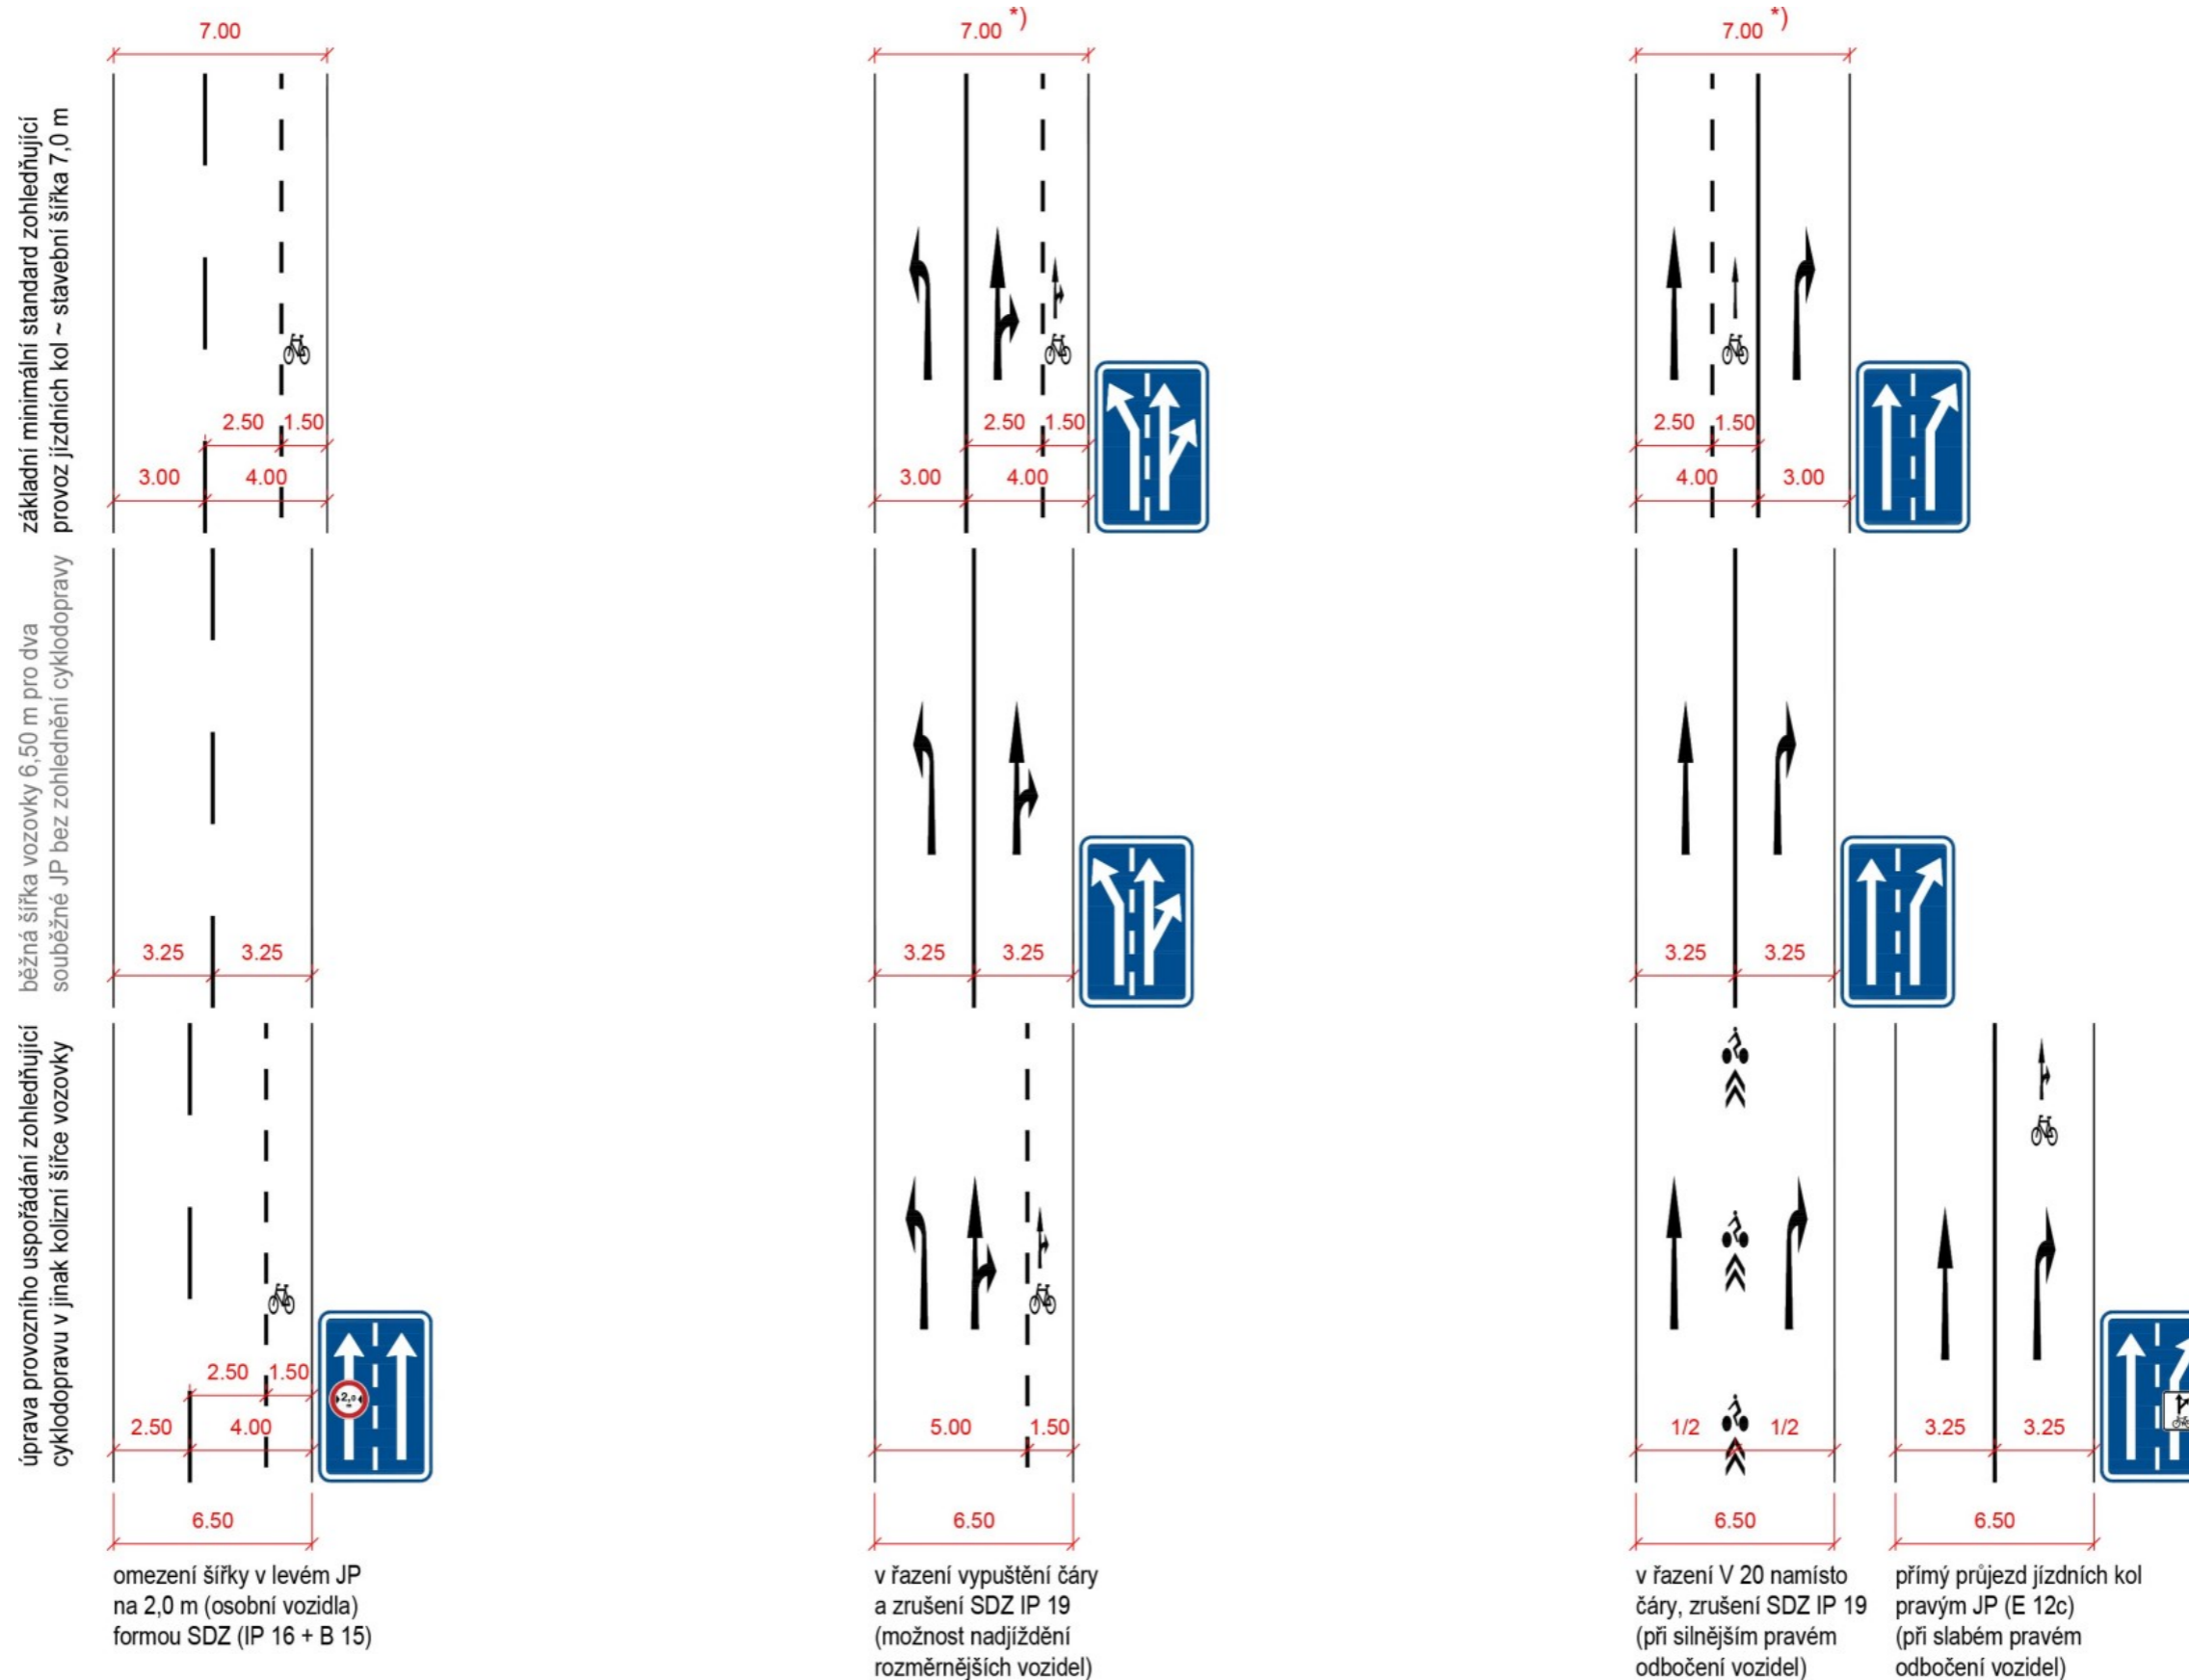 7.00
7.00 *)
7.00 *)
základní minimální standard zohledňující
provoz jízdních kol ~ stavební šířka 7,0 m
2.50 1.50
3.00 4.00
2.50 1.50
3.00 4.00
2.50 1.50
4.00 3.00
běžná šířka vozovky 6,50 m pro dva
souběžné JP bez zohlednění cyklodopravy
3.25 3.25
3.25 3.25
3.25 3.25
úprava provozního uspořádání zohledňující
cyklodopravu v jinak kolizní šířce vozovky
2.50 1.50
2.50 4.00
2,0
m
5.00 1.50
1/2 1/2
3.25 3.25
6.50
6.50
6.50
6.50
omezení šířky v levém JP
na 2,0 m (osobní vozidla)
formou SDZ (IP 16 + B 15)
v řazení vypuštění čáry
a zrušení SDZ IP 19
(možnost nadjíždění
rozměrnějších vozidel)
v řazení V 20 namísto
čáry, zrušení SDZ IP 19
(při silnějším pravém
odbočení vozidel)
přímý průjezd jízdních kol
pravým JP (E 12c)
(při slabém pravém
odbočení vozidel)